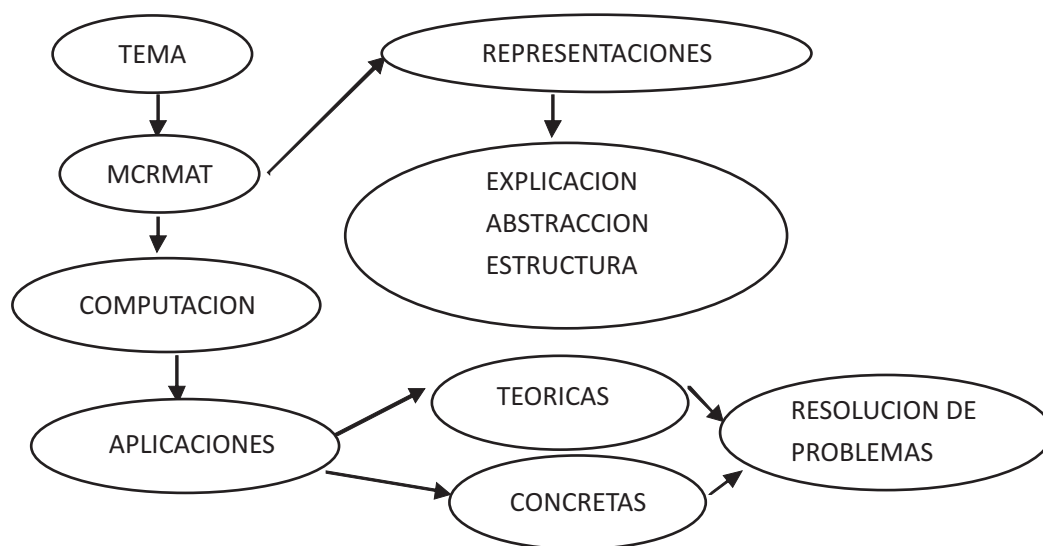 TEMA
REPRESENTACIONES
MCRMAT
EXPLICACION
ABSTRACCION
ESTRUCTURA
COMPUTACION
TEORICAS
APLICACIONES
RESOLUCION DE
PROBLEMAS
CONCRETAS